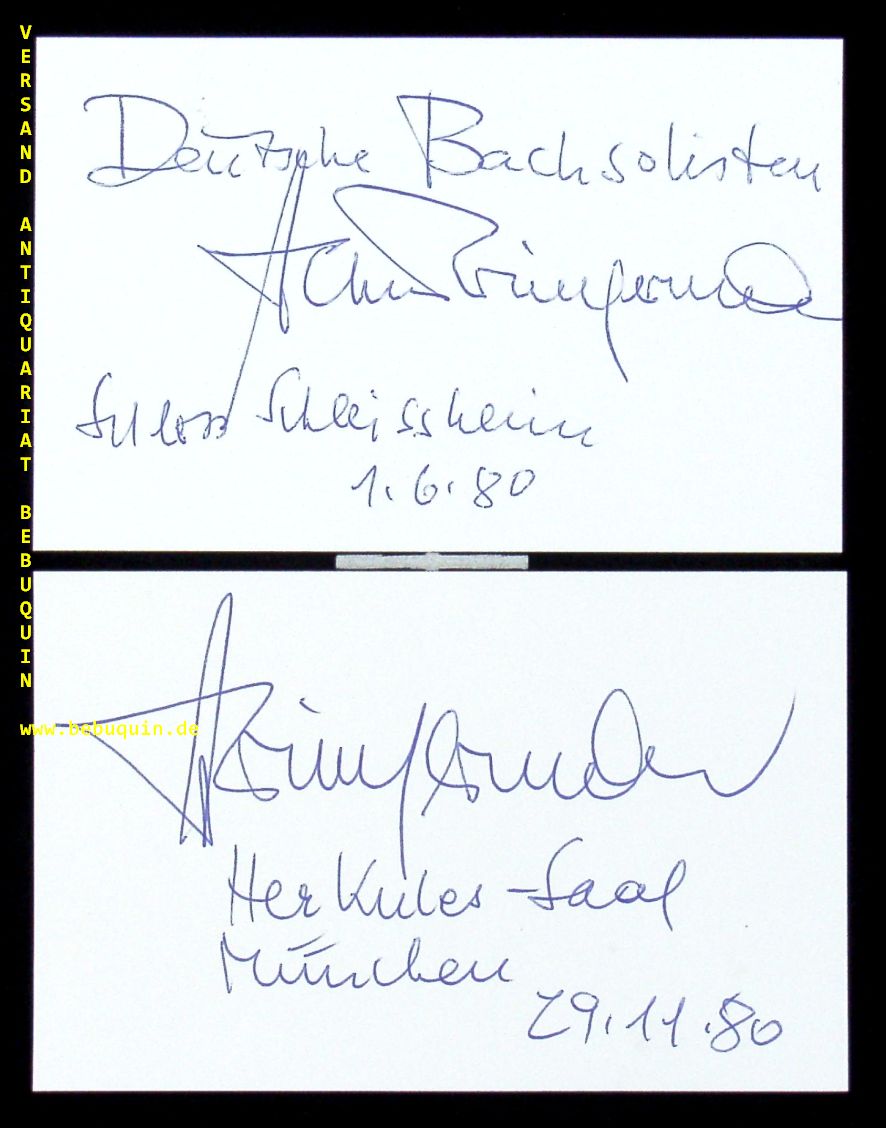 VERSAND ANTIQUARIAT BEBUQUIN
www.bebuquin.de
Deutsche Bachsolisten
Schloss Schleissheim
1.6.80
Herkules-Saal
München
29.11.80